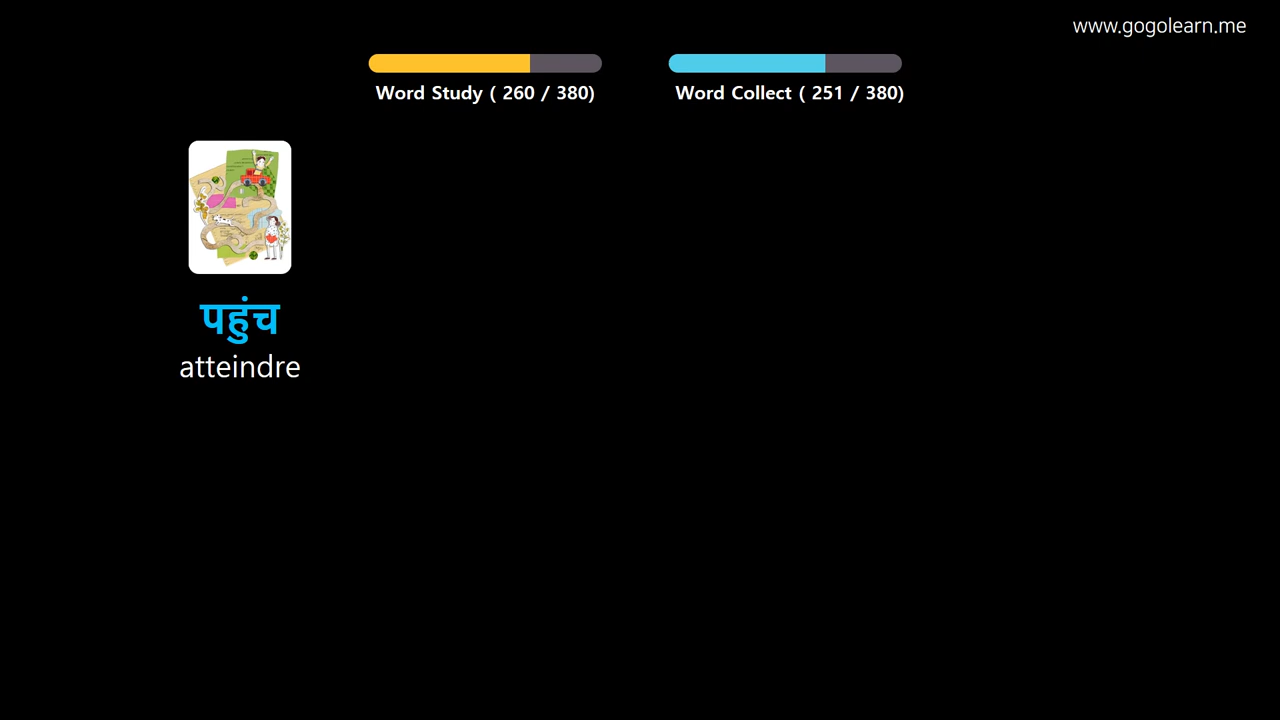 www.gogolearn.me
Word Study ( 260 / 380)
Word Collect ( 251 / 380)
पहुंच
atteindre